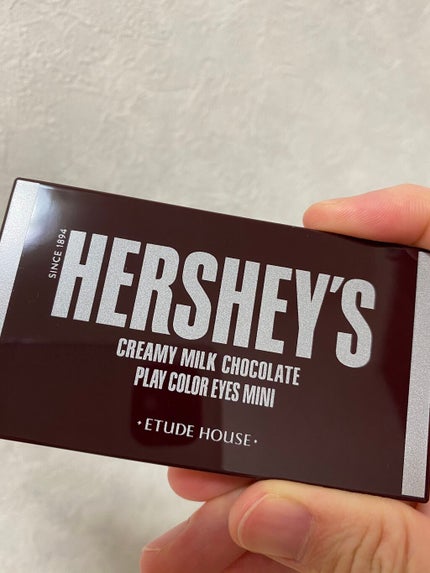 SINCE 1894
HERSHEY'S
CREAMY MILK CHOCOLATE
PLAY COLOR EYES MINI
·ETUDE HOUSE·